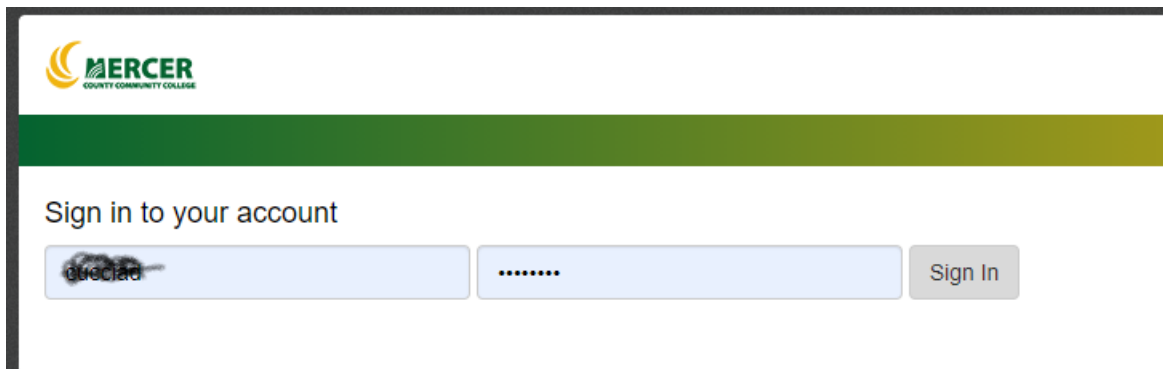 MERCER
COUNTY COMMUNITY COLLEGE
Sign in to your account
•••••••• Sign In